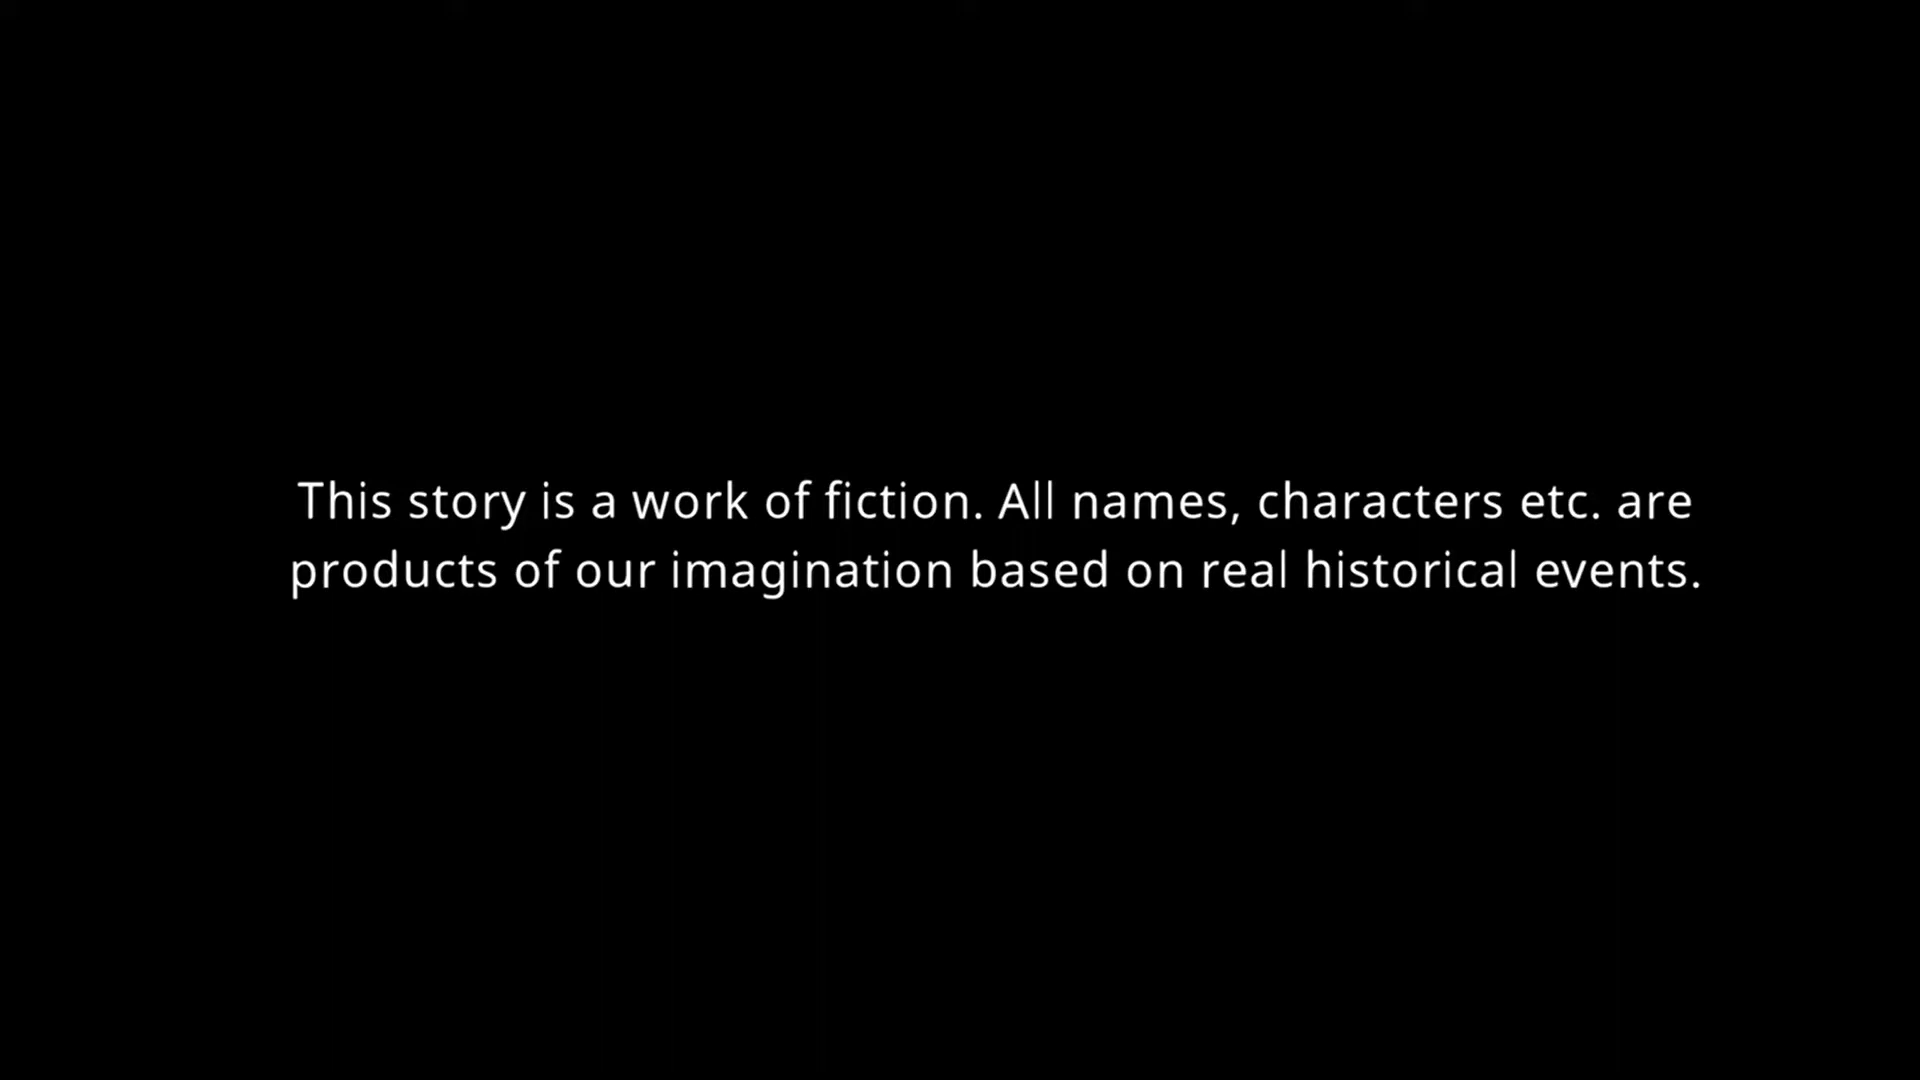 This story is a work of fiction. All names, characters etc. are
products of our imagination based on real historical events.